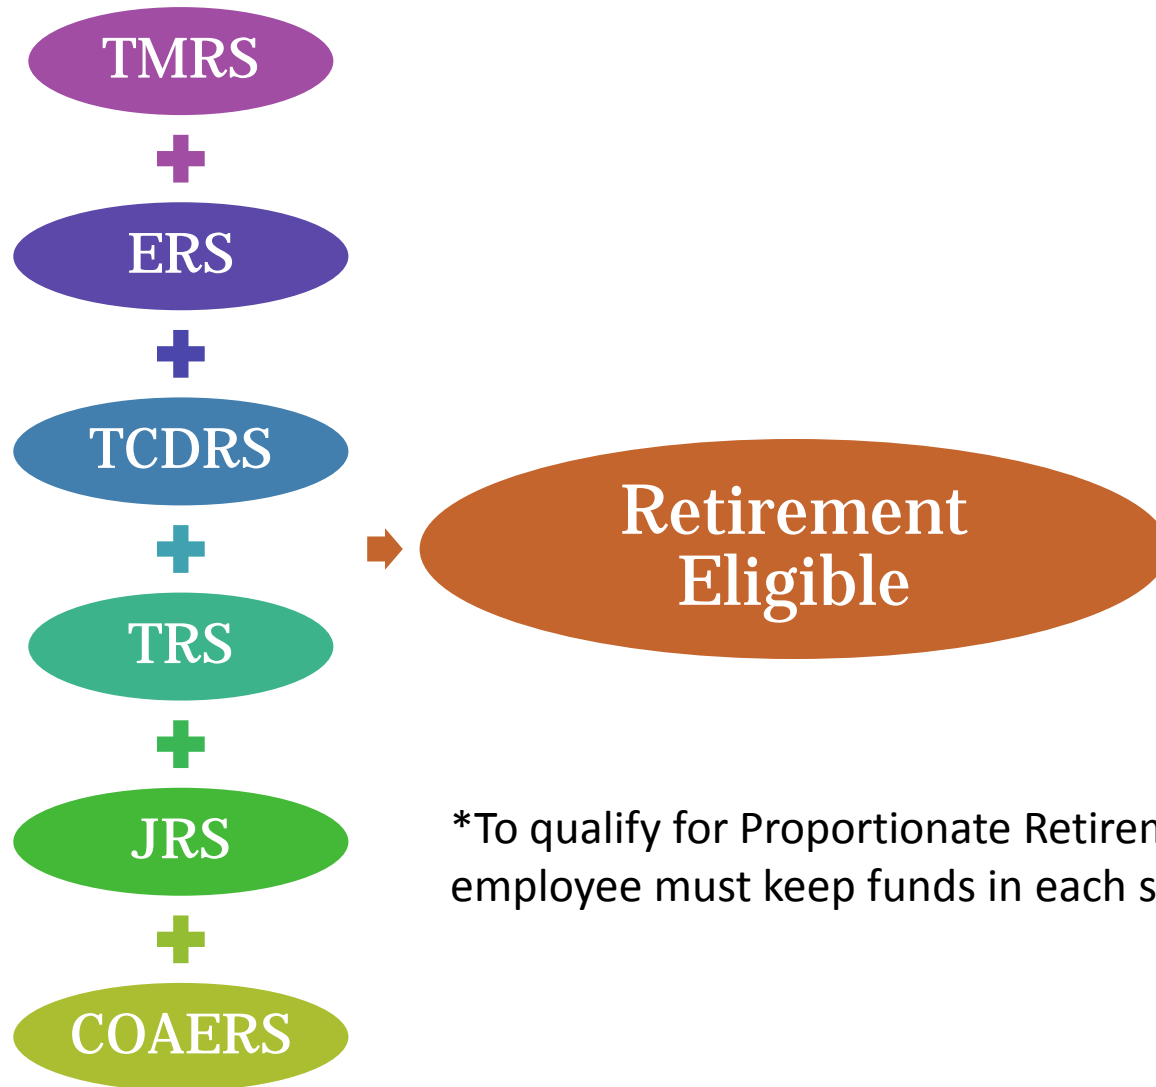 TMRS
ERS
TCDRS
TRS
JRS
COAERS
Retirement
Eligible
*To qualify for Proportionate
employee must keep funds in each